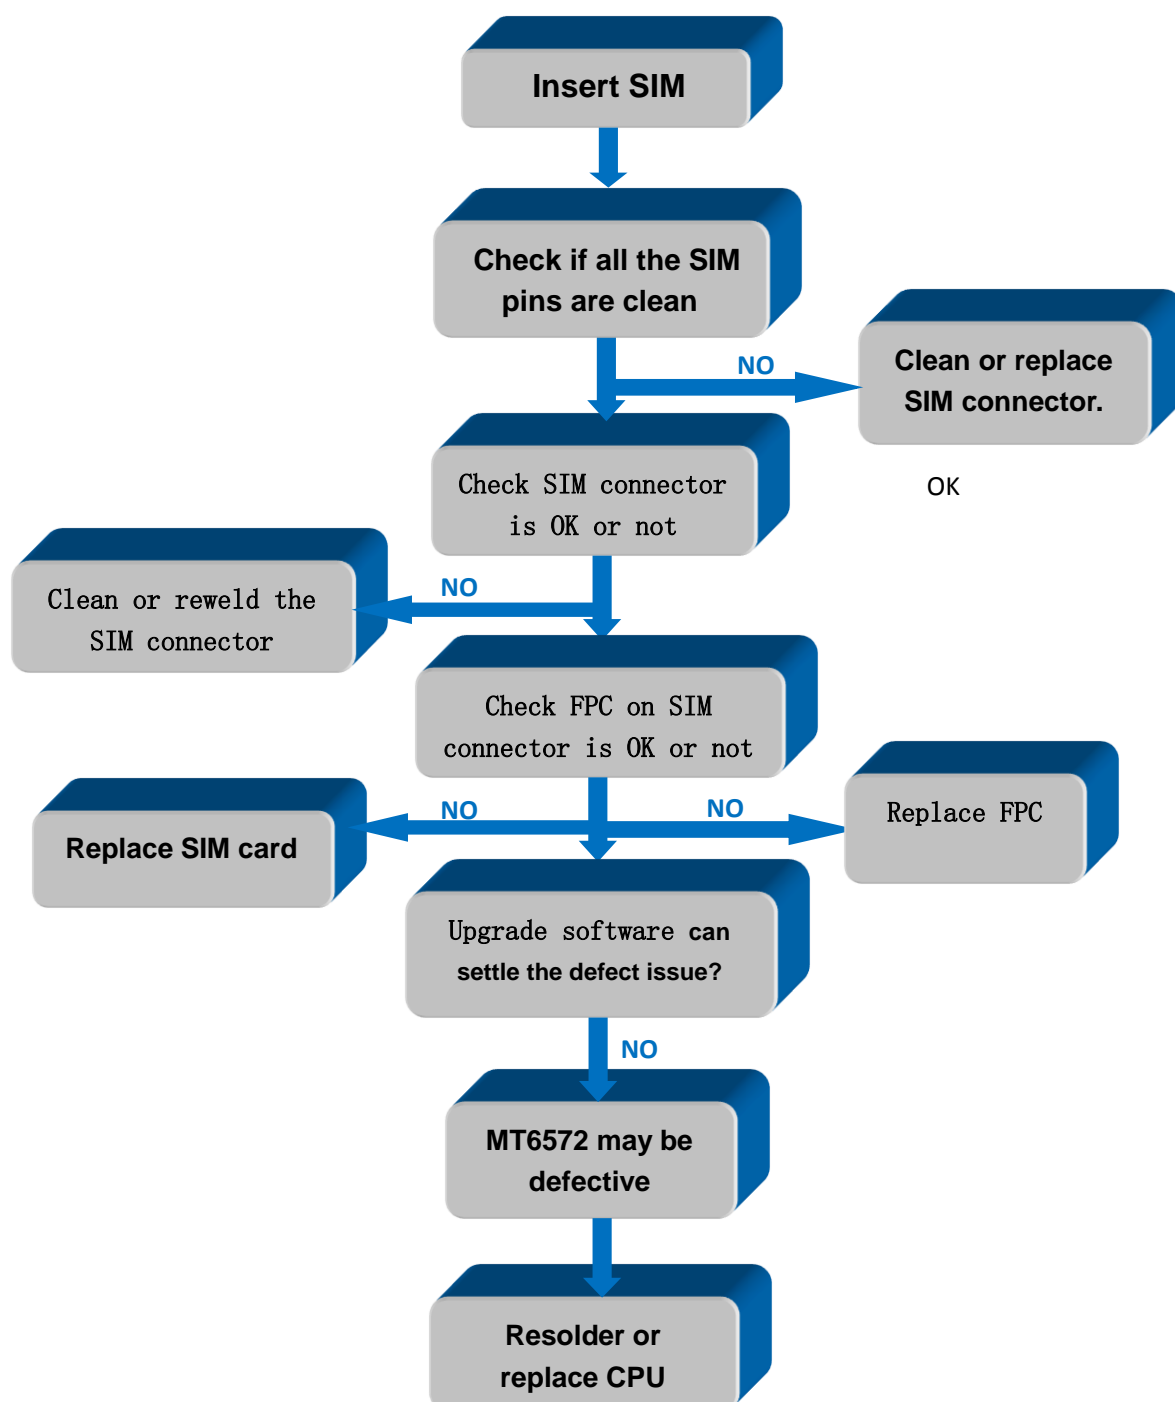 Insert SIM
Check if all the SIM
pins are clean
NO
Clean or replace
SIM connector.
Check SIM connector
is OK or not
OK
NO
Clean or reweld the
SIM connector
Check FPC on SIM
connector is OK or not
NO
NO
Replace SIM card
Replace FPC
Upgrade software can
settle the defect issue?
NO
MT6572 may be
defective
Resolder or
replace CPU